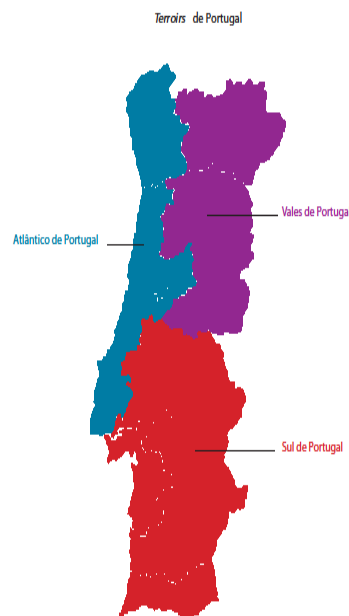 Terroirs de Portugal
Vales de Portuga
Atlântico de Portugal
Sul de Portugal